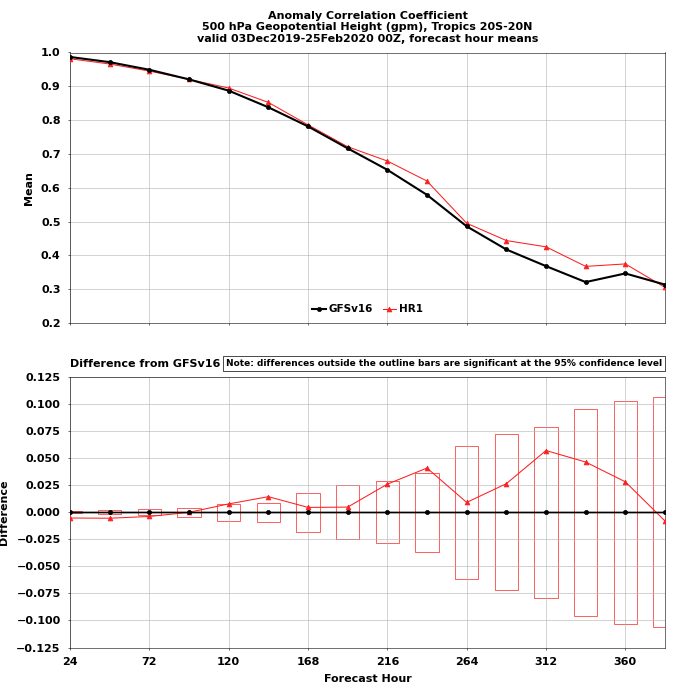 Anomaly Correlation Coefficient
500 hPa Geopotential Height (gpm), Tropics 20S-20N
valid 03Dec2019-25Feb2020 00Z, forecast hour means
1.0
0.9
0.8
0.7
0.6
0.5
0.4
0.3
0.2
Mean
GFSv16 HR1
Difference from GFSv16 Note: differences outside the outline bars are significant at the 95% confidence level
0.125
0.100
0.075
0.050
0.025
0.000
−0.025
−0.050
−0.075
−0.100
−0.125
Difference
24 72 120 168 216 264 312 360
Forecast Hour